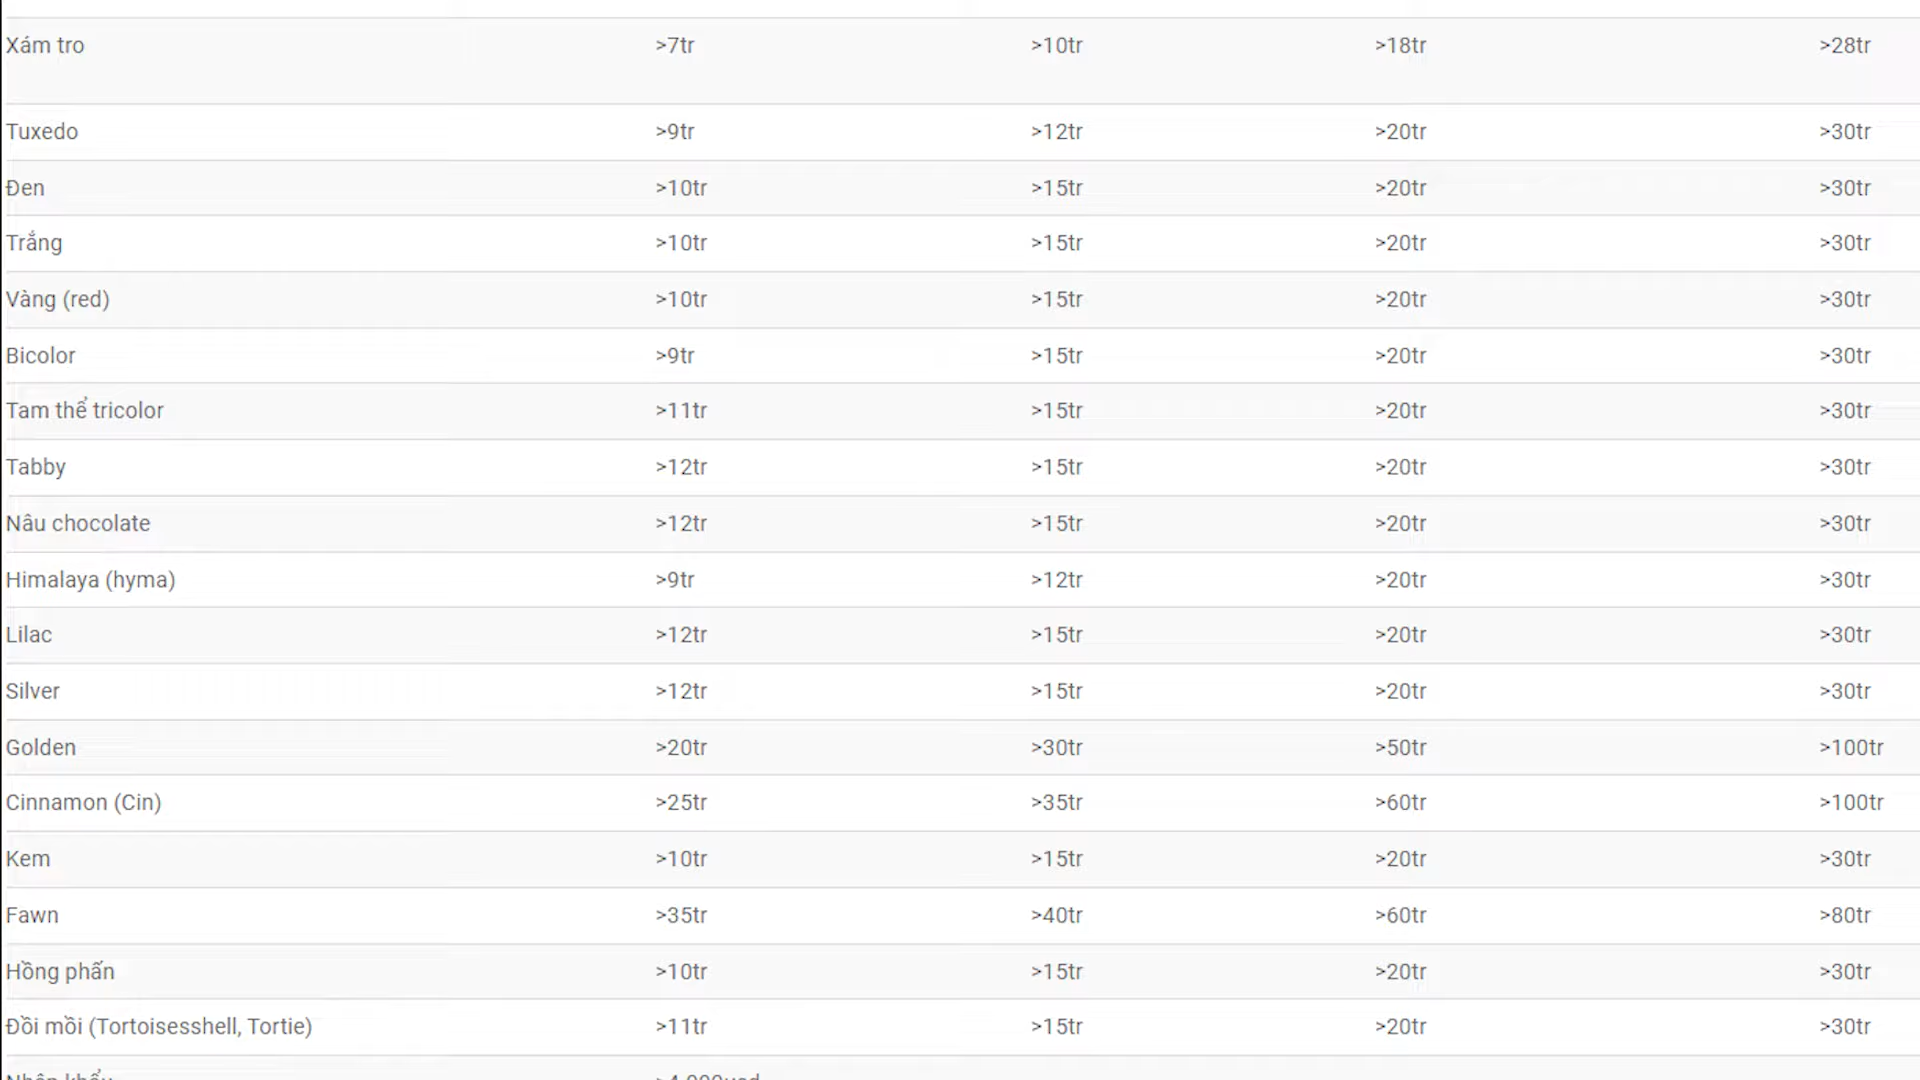 Xám tro >7tr >10tr >18tr >28tr
Tuxedo >9tr >12tr >20tr >30tr
Đen >10tr >15tr >20tr >30tr
Trắng >10tr >15tr >20tr >30tr
Vàng (red) >10tr >15tr >20tr >30tr
Bicolor >9tr >15tr >20tr >30tr
Tam thể tricolor >11tr >15tr >20tr >30tr
Tabby >12tr >15tr >20tr >30tr
Nâu chocolate >12tr >15tr >20tr >30tr
Himalaya (hyma) >9tr >12tr >20tr >30tr
Lilac >12tr >15tr >20tr >30tr
Silver >12tr >15tr >20tr >30tr
Golden >20tr >30tr >50tr >100tr
Cinnamon (Cin) >25tr >35tr >60tr >100tr
Kem >10tr >15tr >20tr >30tr
Fawn >35tr >40tr >60tr >80tr
Hồng phấn >10tr >15tr >20tr >30tr
Đồi mồi (Tortoisesshell, Tortie) >11tr >15tr >20tr >30tr